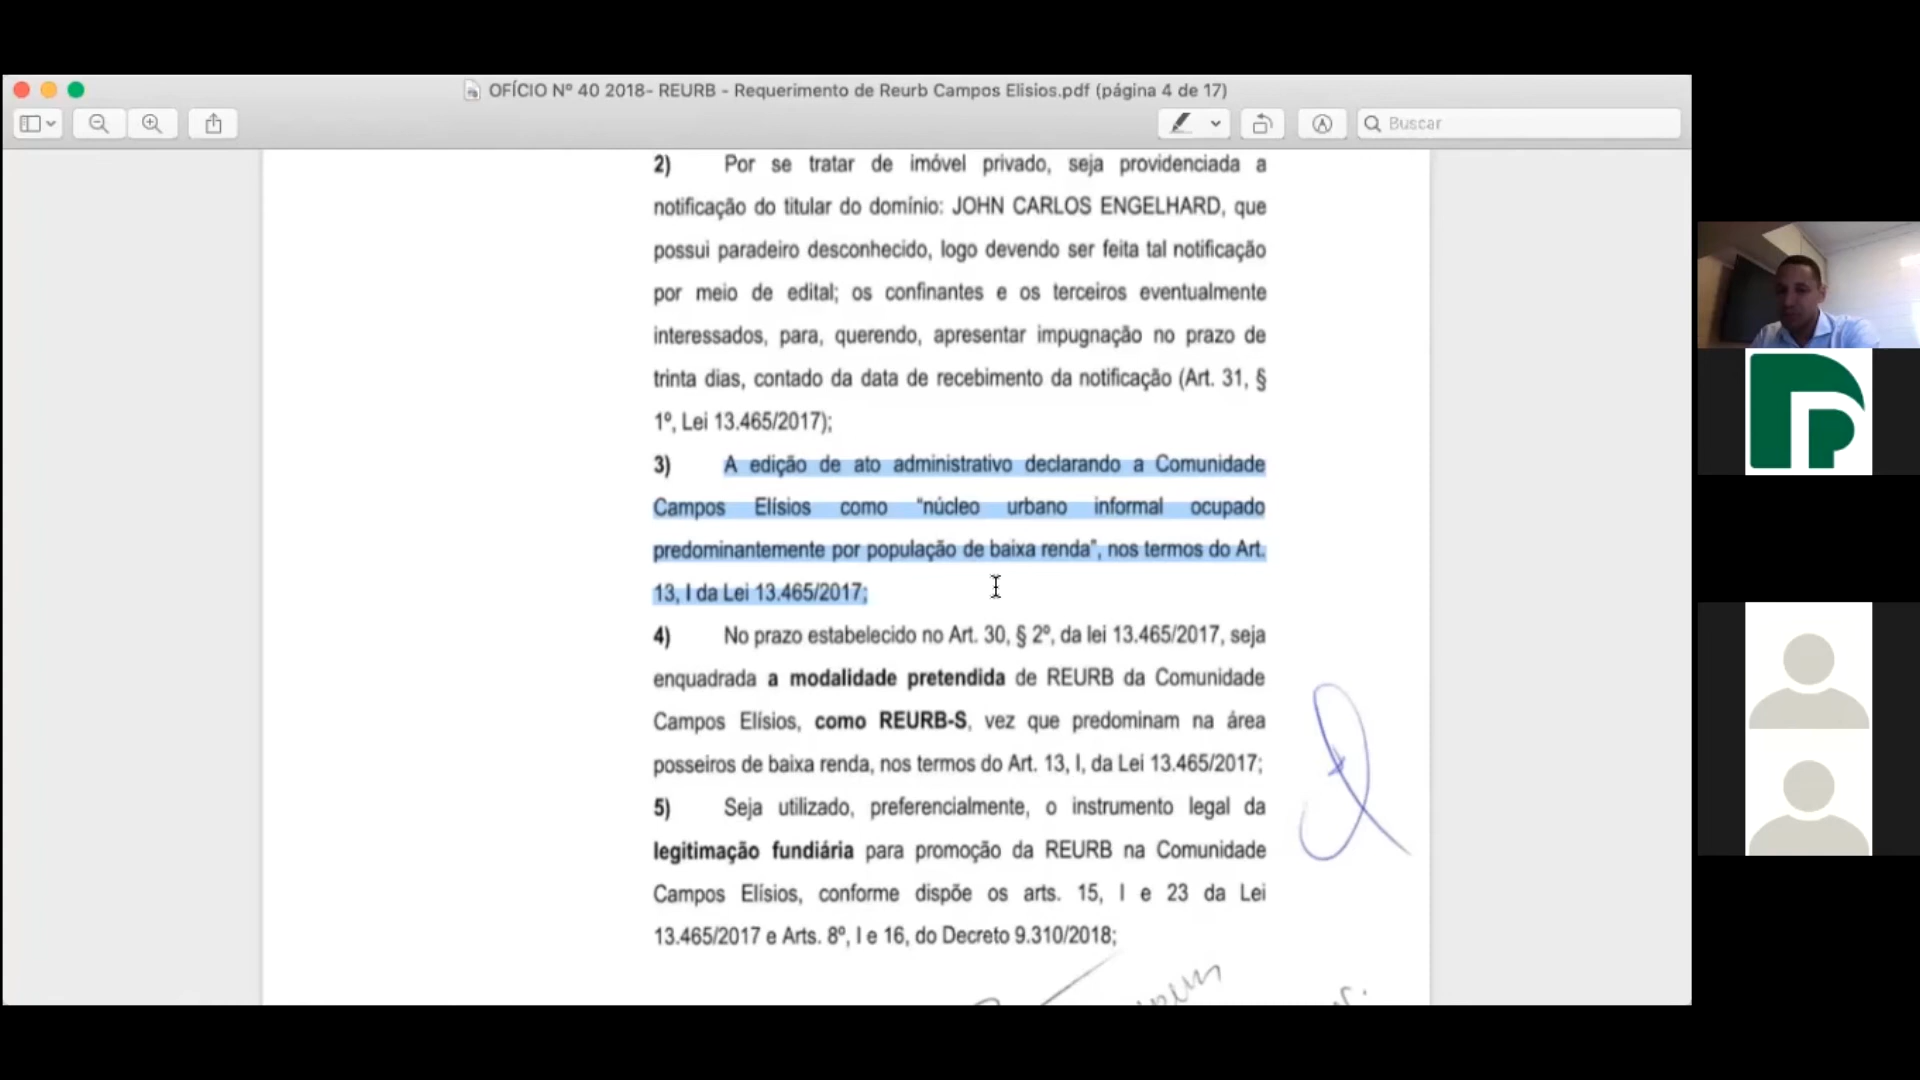 OFÍCIO Nº 40 2018- REURB - Requerimento de Reurb Campos Elisios.pdf (página 4 de 17)
Buscar
2) Por se tratar de imóvel privado, seja providenciada a
notificação do titular do domínio: JOHN CARLOS ENGELHARD, que
possui paradeiro desconhecido, logo devendo ser feita tal notificação
por meio de edital; os confinantes e os terceiros eventualmente
interessados, para, querendo, apresentar impugnação no prazo de
trinta dias, contado da data de recebimento da notificação (Art. 31, §
1º, Lei 13.465/2017);
3) A edição de ato administrativo declarando a Comunidade
Campos Elísios como "núcleo urbano informal ocupado
predominantemente por população de baixa renda", nos termos do Art.
13, I da Lei 13.465/2017;
4) No prazo estabelecido no Art. 30, § 2º, da lei 13.465/2017, seja
enquadrada a modalidade pretendida de REURB da Comunidade
Campos Elísios, como REURB-S, vez que predominam na área
posseiros de baixa renda, nos termos do Art. 13, I, da Lei 13.465/2017;
5) Seja utilizado, preferencialmente, o instrumento legal da
legitimação fundiária para promoção da REURB na Comunidade
Campos Elísios, conforme dispõe os arts. 15, I e 23 da Lei
13.465/2017 e Arts. 8º, I e 16, do Decreto 9.310/2018;